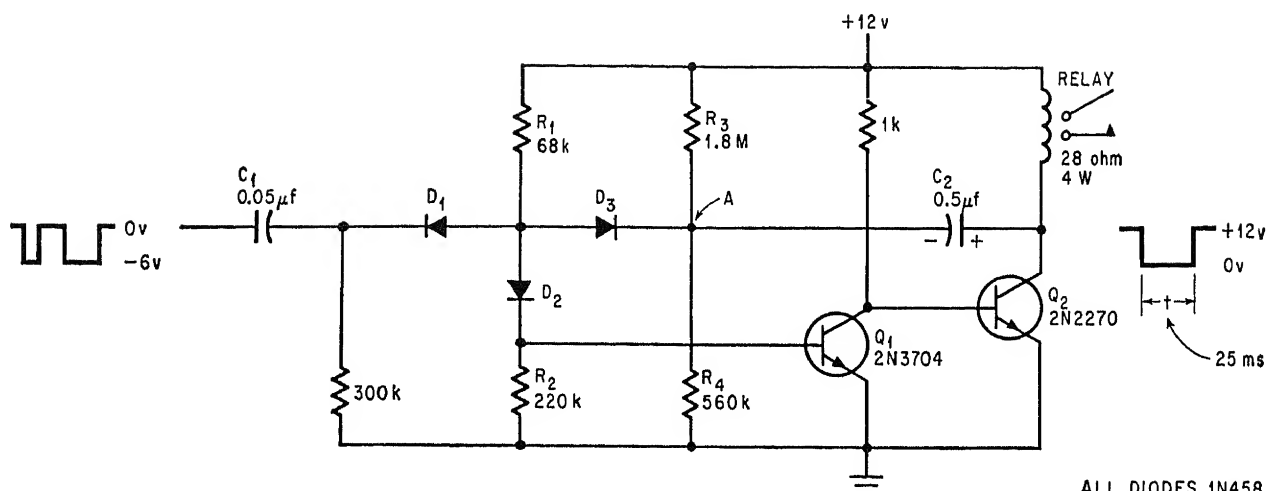 +12v
RELAY
R1
68k
R3
1.8M
1k
28 ohm
4 W
C1
0.05μf
D1
D3
A
C2
0.5μf
-
+
0v
-6v
+12v
0v
D2
Q2
2N2270
Q1
2N3704
t
25 ms
300k
R2
220k
R4
560k
ALL DIODES 1N458